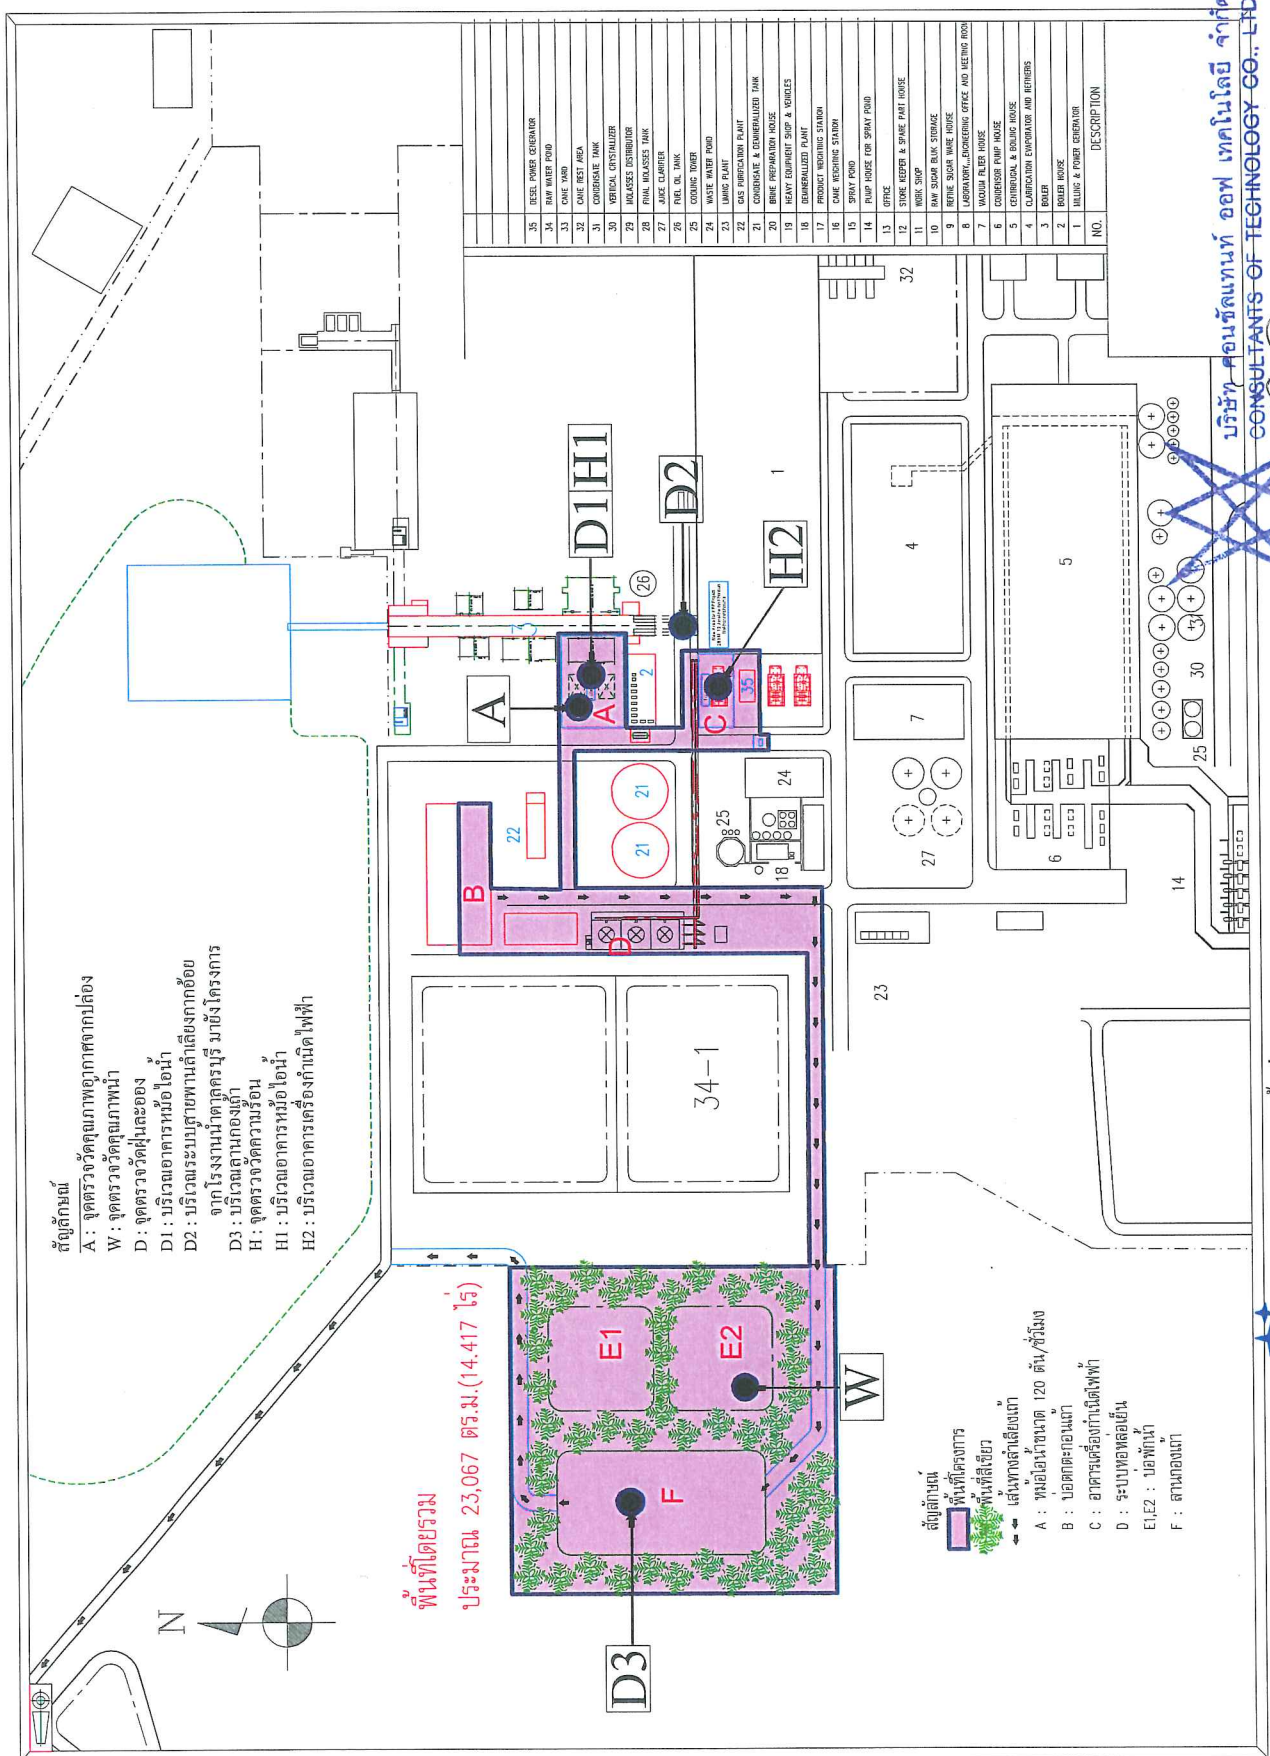 สัญลักษณ์
A : จุดตรวจวัดคุณภาพอากาศจากปล่อง
W : จุดตรวจวัดคุณภาพน้ำ
D : จุดตรวจวัดฝุ่นละออง
D1 : บริเวณอาคารหม้อไอน้ำ
D2 : บริเวณระบบสายพานลำเลียงกากอ้อย
จากโรงงานน้ำตาลครบุรี มายังโครงการ
D3 : บริเวณลานกองเถ้า
H : จุดตรวจวัดความร้อน
H1 : บริเวณอาคารหม้อไอน้ำ
H2 : บริเวณอาคารเครื่องกำเนิดไฟฟ้า
N
พื้นที่โดยรวม
ประมาณ 23,067 ตร.ม.(14.417 ไร่)
D3
F
E1
E2
W
34-1
B
D
22
21
21
A
A
D1
H1
D2
H2
3
2
26
C
35
1
25
18
24
23
27
7
4
32
6
5
14
25
30
31
สัญลักษณ์
พื้นที่โครงการ
พื้นที่สีเขียว
เส้นทางลำเลียงเถ้า
A : หม้อไอน้ำขนาด 120 ตัน/ชั่วโมง
B : บ่อตกตะกอนเถ้า
C : อาคารเครื่องกำเนิดไฟฟ้า
D : ระบบหอหล่อเย็น
E1,E2 : บ่อพักน้ำ
F : ลานกองเถ้า
35 DESEL POWER GENERATOR
34 RAW WATER POND
33 CANE YARD
32 CANE REST AREA
31 CONDENSATE TANK
30 VERTICAL CRYSTALLIZER
29 MOLASSES DISTRIBUTOR
28 FINAL MOLASSES TANK
27 JUICE CLARIFIER
26 FUEL OIL TANK
25 COOLING TOWER
24 WASTE WATER POND
23 LIMING PLANT
22 GAS PURIFICATION PLANT
21 CONDENSATE & DEMINERALIZED TANK
20 BRINE PREPARATION HOUSE
19 HEAVY EQUIPMENT SHOP & VEHICLES
18 DEMINERALIZED PLANT
17 PRODUCT WEIGHTING STATION
16 CANE WEIGHTING STATION
15 SPRAY POND
14 PUMP HOUSE FOR SPRAY POND
13 OFFICE
12 STORE KEEPER & SPARE PART HOUSE
11 WORK SHOP
10 RAW SUGAR BULK STORAGE
9 REFINE SUGAR WARE HOUSE
8 LABORATORY,..ENGINEERING OFFICE AND MEETING ROOM
7 VACUUM FILTER HOUSE
6 CONDENSOR PUMP HOUSE
5 CENTRIFUGAL & BOILING HOUSE
4 CLARIFICATION EVAPORATOR AND REFINERIS
3 BOILER
2 BOILER HOUSE
1 MILLING & POWER GENERATOR
NO. DESCRIPTION
บริษัท คอนซัลแทนท์ ออฟ เทคโนโลยี จำกัด
CONSULTANTS OF TECHNOLOGY CO., LTD